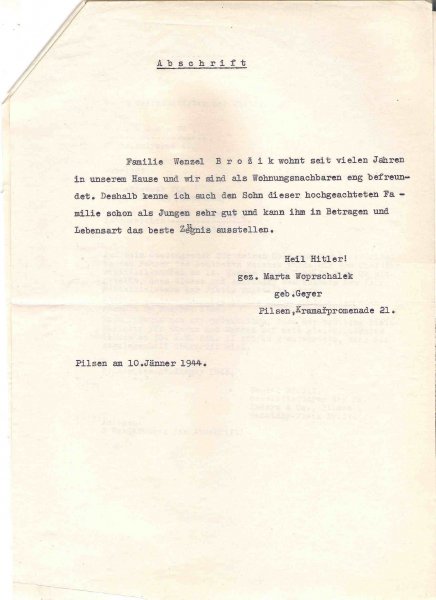 A b s c h r i f t
Familie Wenzel B r o ž i k wohnt seit vielen Jahren
in unserem Hause und wir sind als Wohnungsnachbaren eng befreun-
det. Deshalb kenne ich auch den Sohn dieser hochgeachteten Fa -
milie schon als Jungen sehr gut und kann ihm in Betragen und
Lebensart das beste Zeugnis ausstellen.
Heil Hitler!
gez. Marta Woprschalek
geb.Geyer
Pilsen,Kramařpromenade 21.
Pilsen am 10.Jänner 1944.